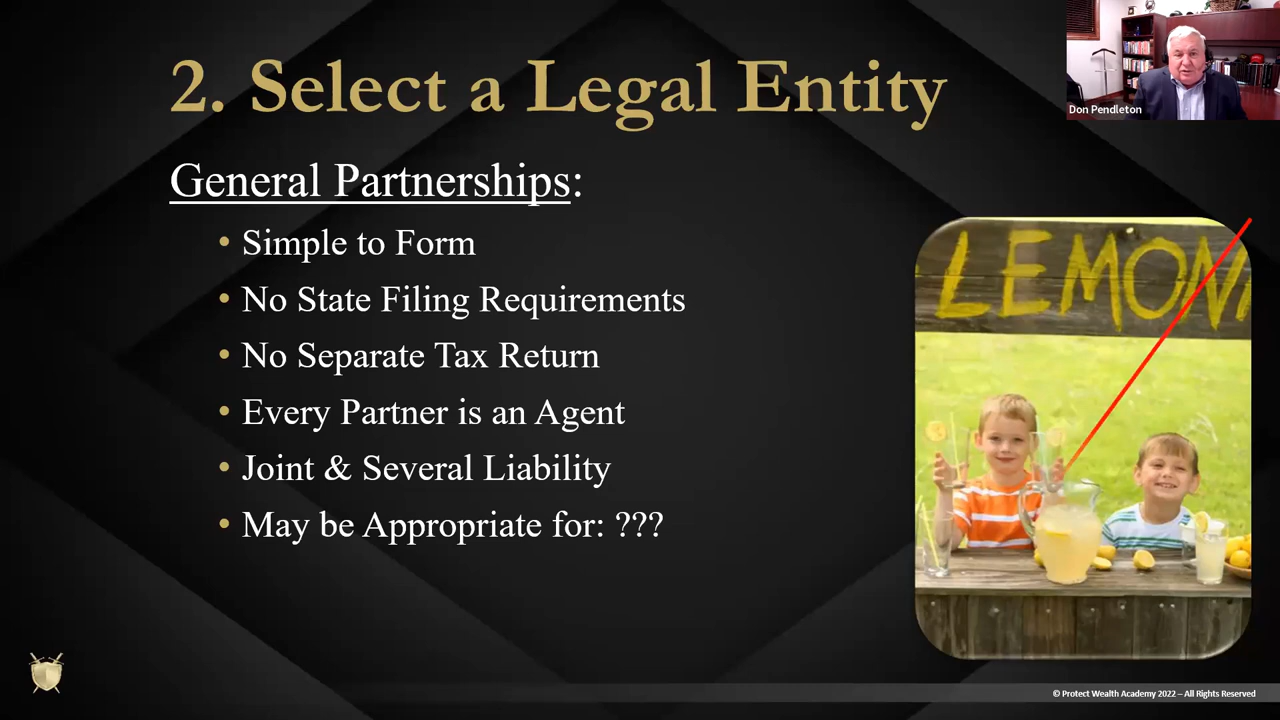 2. Select a Legal Entity
Don Pendleton
General Partnerships:
• Simple to Form
• No State Filing Requirements
• No Separate Tax Return
• Every Partner is an Agent
• Joint & Several Liability
• May be Appropriate for: ???
LEMON
© Protect Wealth Academy 2022 – All Rights Reserved